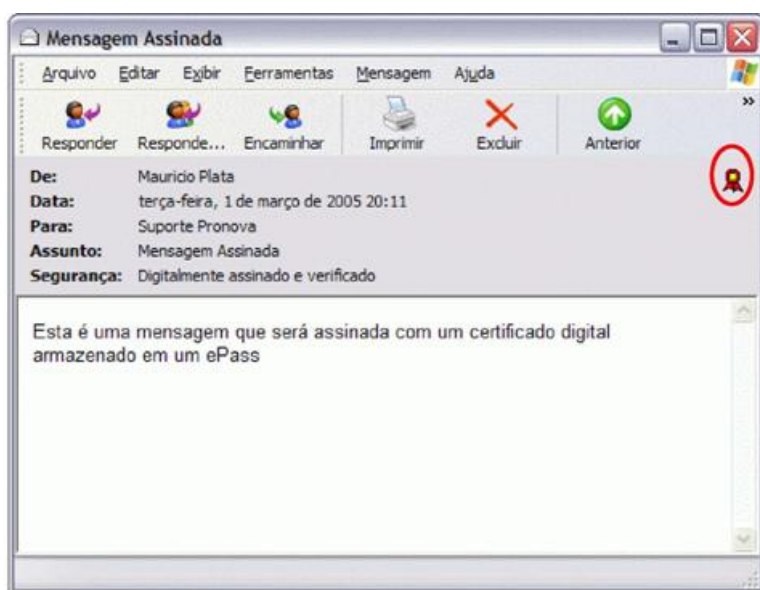 Mensagem Assinada
Arquivo Editar Exibir Ferramentas Mensagem Ajuda
Responder Responde... Encaminhar Imprimir Excluir Anterior »
De: Mauricio Plata
Data: terça-feira, 1 de março de 2005 20:11
Para: Suporte Pronova
Assunto: Mensagem Assinada
Segurança: Digitalmente assinado e verificado
Esta é uma mensagem que será assinada com um certificado digital
armazenado em um ePass